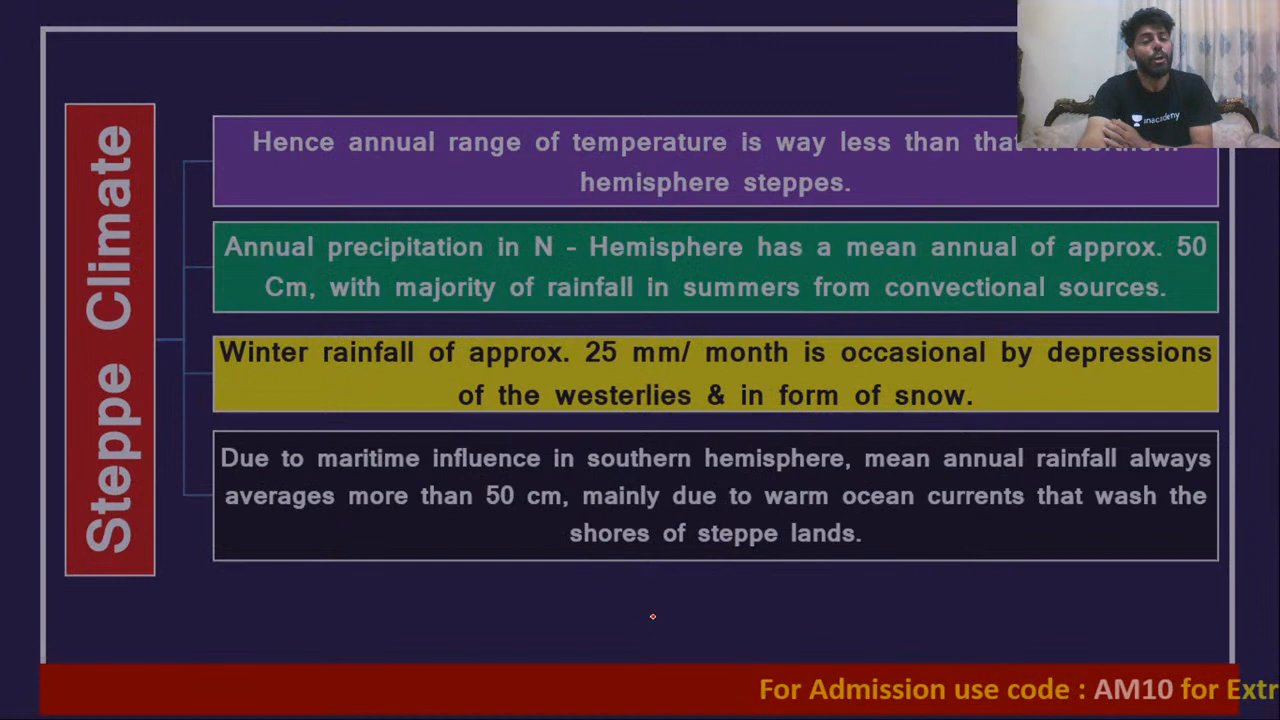 Steppe Climate
Hence annual range of temperature is way less than that in northern
hemisphere steppes.
Annual precipitation in N - Hemisphere has a mean annual of approx. 50
Cm, with majority of rainfall in summers from convectional sources.
Winter rainfall of approx. 25 mm/ month is occasional by depressions
of the westerlies & in form of snow.
Due to maritime influence in southern hemisphere, mean annual rainfall always
averages more than 50 cm, mainly due to warm ocean currents that wash the
shores of steppe lands.
unacademy
For Admission use code : AM10 for Extr